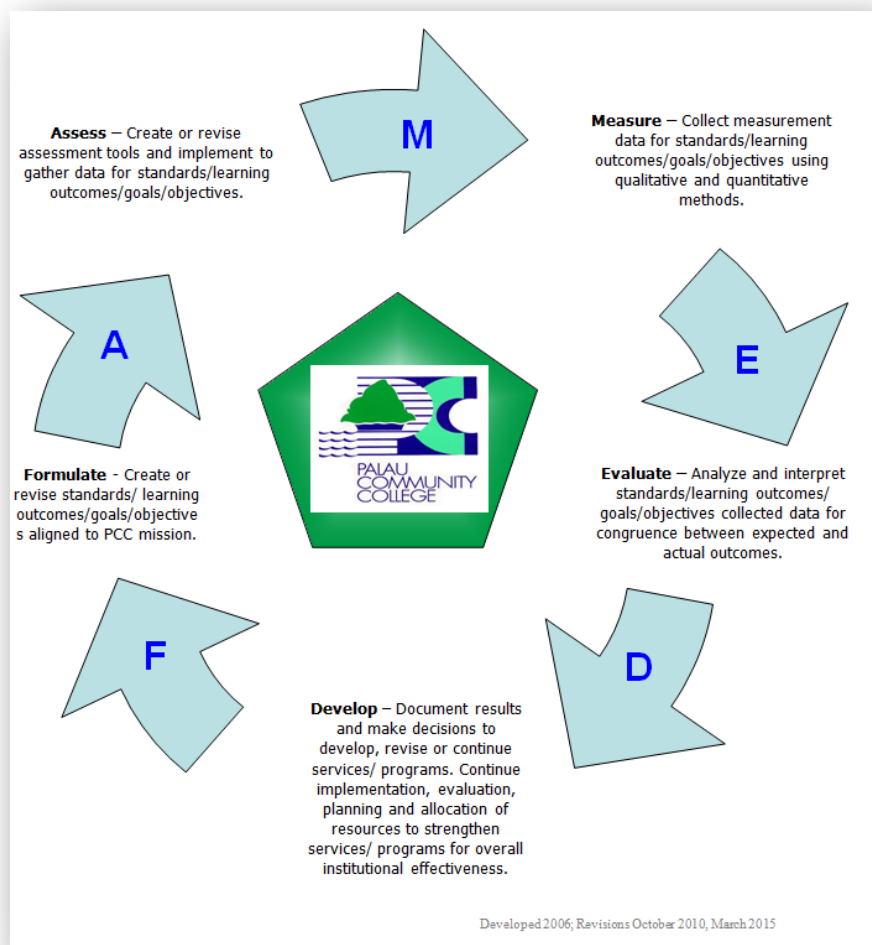 M
Assess – Create or revise
assessment tools and implement to
gather data for standards/learning
outcomes/goals/objectives.
Measure – Collect measurement
data for standards/learning
outcomes/goals/objectives using
qualitative and quantitative
methods.
A
E
PALAU
COMMUNITY
COLLEGE
Formulate - Create or
revise standards/ learning
outcomes/goals/objective
s aligned to PCC mission.
Evaluate – Analyze and interpret
standards/learning outcomes/
goals/objectives collected data for
congruence between expected and
actual outcomes.
F
D
Develop – Document results
and make decisions to
develop, revise or continue
services/ programs. Continue
implementation, evaluation,
planning and allocation of
resources to strengthen
services/ programs for overall
institutional effectiveness.
Developed 2006; Revisions October 2010, March 2015